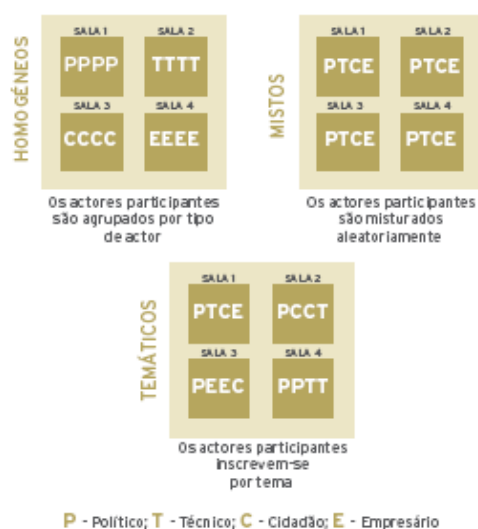 HOMOGÉNEOS
SALA 1 SALA 2
PPPP TTTT
SALA 3 SALA 4
CCCC EEEE
Os actores participantes
são agrupados por tipo
de actor
MISTOS
SALA 1 SALA 2
PTCE PTCE
SALA 3 SALA 4
PTCE PTCE
Os actores participantes
são misturados
aleatoriamente
TEMÁTICOS
SALA 1 SALA 2
PTCE PCCT
SALA 3 SALA 4
PEEC PPTT
Os actores participantes
inscrevem-se
por tema
P - Político; T - Técnico; C - Cidadão; E - Empresário